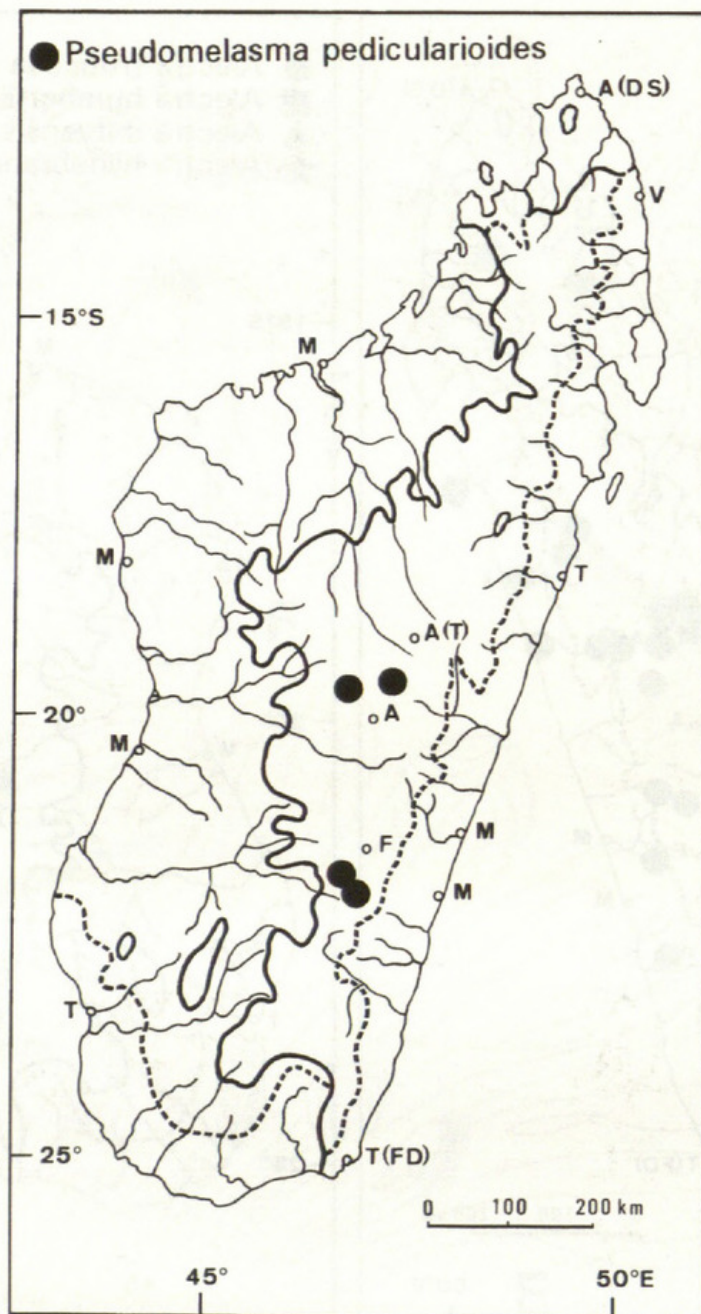 Pseudomelasma pedicularioides
A(DS)
V
15°S
M
M
T
A(T)
20°
A
M
F
M
M
T
25°
T(FD)
0 100 200 km
45° 50°E